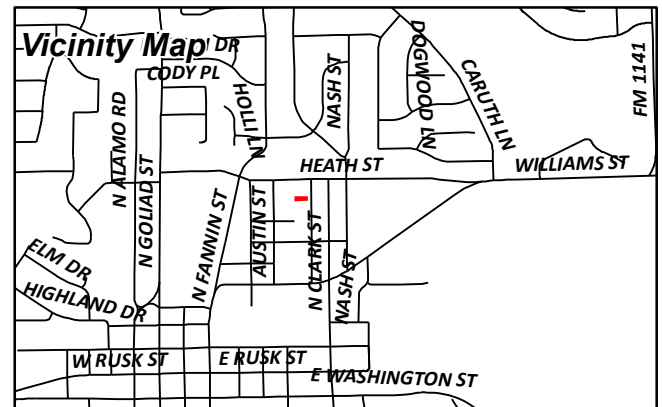 Vicinity Map
DR
CODY PL
HOLLI LN
NASH ST
DOGWOOD LN
CARUTH LN
FM 1141
N ALAMO RD
N GOLIAD ST
HEATH ST
WILLIAMS ST
N FANNIN ST
AUSTIN ST
N CLARK ST
NASH ST
ELM DR
HIGHLAND DR
W RUSK ST
E RUSK ST
E WASHINGTON ST